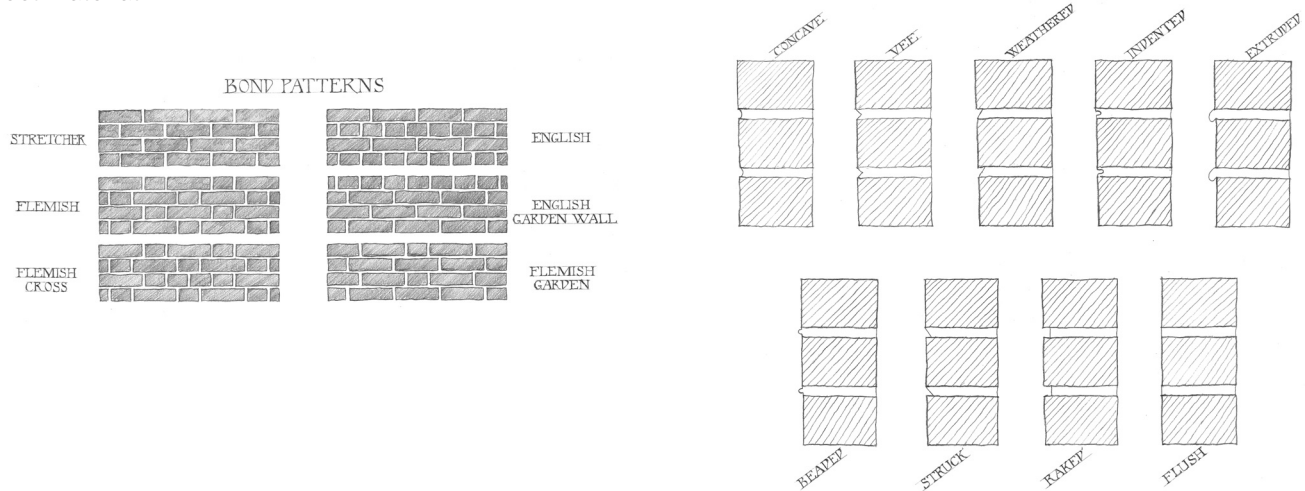 BOND PATTERNS
STRETCHER
ENGLISH
FLEMISH
ENGLISH
GARDEN WALL
FLEMISH
CROSS
FLEMISH
GARDEN
CONCAVE
VEE
WEATHERED
INDENTED
EXTRUDED
BEADED
STRUCK
RAKED
FLUSH